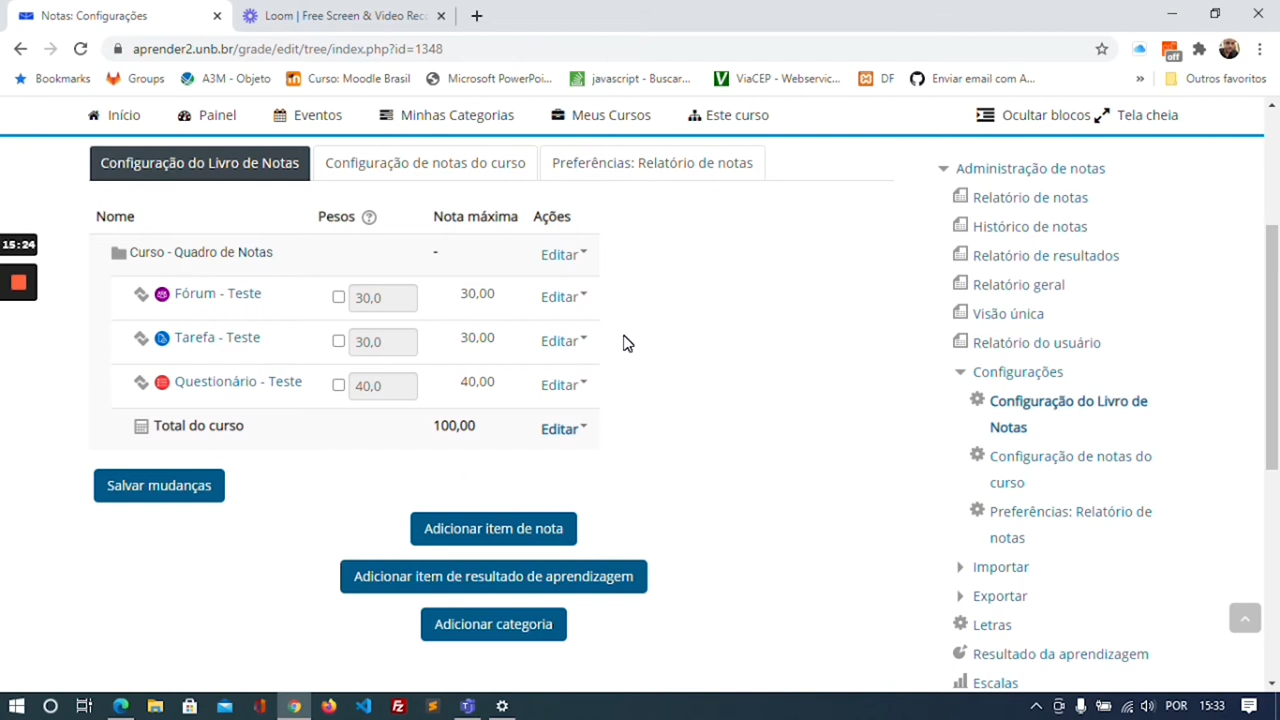 Notas: Configurações
Loom | Free Screen & Video Reco
aprender2.unb.br/grade/edit/tree/index.php?id=1348
off
Bookmarks
Groups
A3M - Objeto
Curso: Moodle Brasil
Microsoft PowerPoi...
javascript - Buscar...
ViaCEP - Webservic...
DF
Enviar email com A...
»
Outros favoritos
Início
Painel
Eventos
Minhas Categorias
Meus Cursos
Este curso
Ocultar blocos
Tela cheia
Configuração do Livro de Notas
Configuração de notas do curso
Preferências: Relatório de notas
Nome Pesos ? Nota máxima Ações
Curso - Quadro de Notas - Editar
Fórum - Teste 30,0 30,00 Editar
Tarefa - Teste 30,0 30,00 Editar
Questionário - Teste 40,0 40,00 Editar
Total do curso 100,00 Editar
Salvar mudanças
Adicionar item de nota
Adicionar item de resultado de aprendizagem
Adicionar categoria
15:24
Administração de notas
Relatório de notas
Histórico de notas
Relatório de resultados
Relatório geral
Visão única
Relatório do usuário
Configurações
Configuração do Livro de
Notas
Configuração de notas do
curso
Preferências: Relatório de
notas
Importar
Exportar
Letras
Resultado da aprendizagem
Escalas
POR
15:33